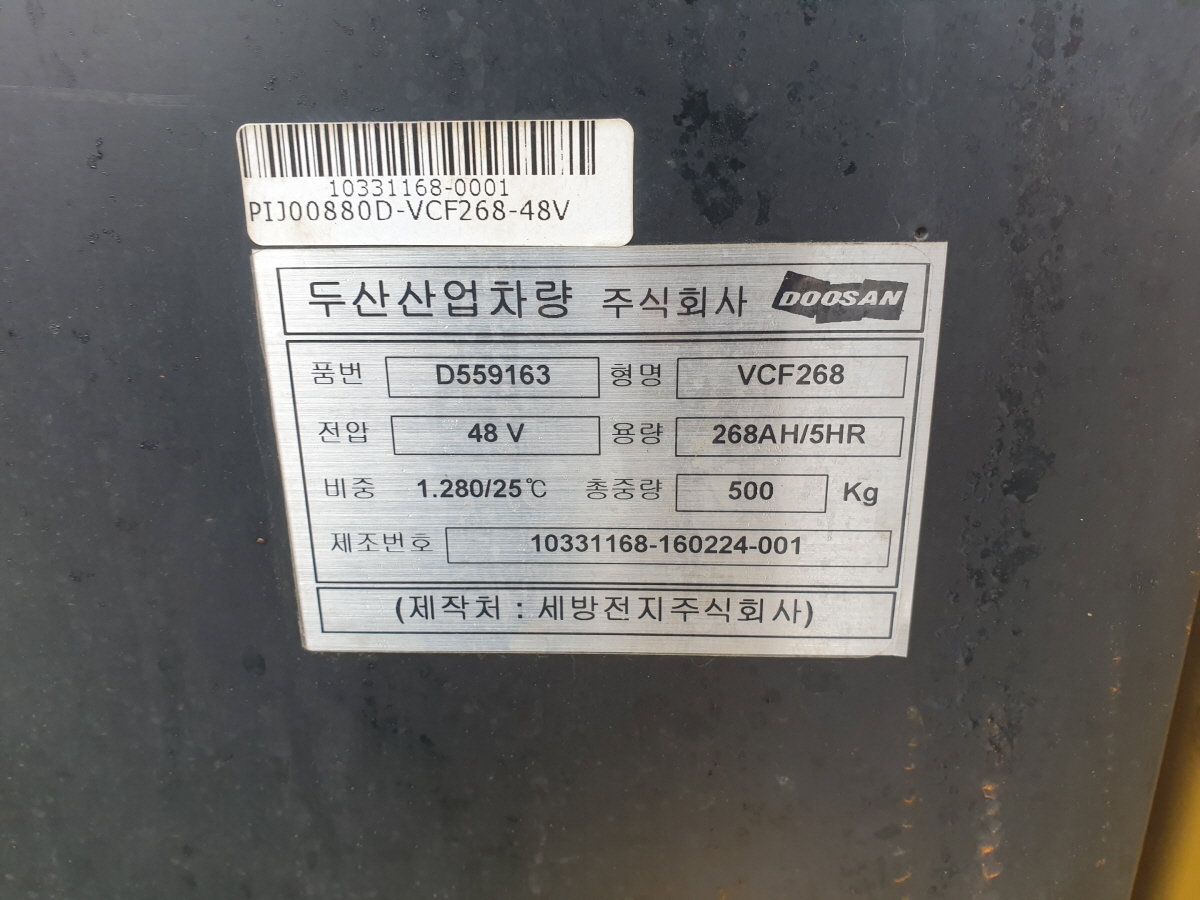 10331168-0001
PIJ00880D-VCF268-48V
두산산업차량 주식회사 DOOSAN
품번 D559163 형명 VCF268
전압 48 V 용량 268AH/5HR
비중 1.280/25℃ 총중량 500 Kg
제조번호 10331168-160224-001
(제작처 : 세방전지주식회사)